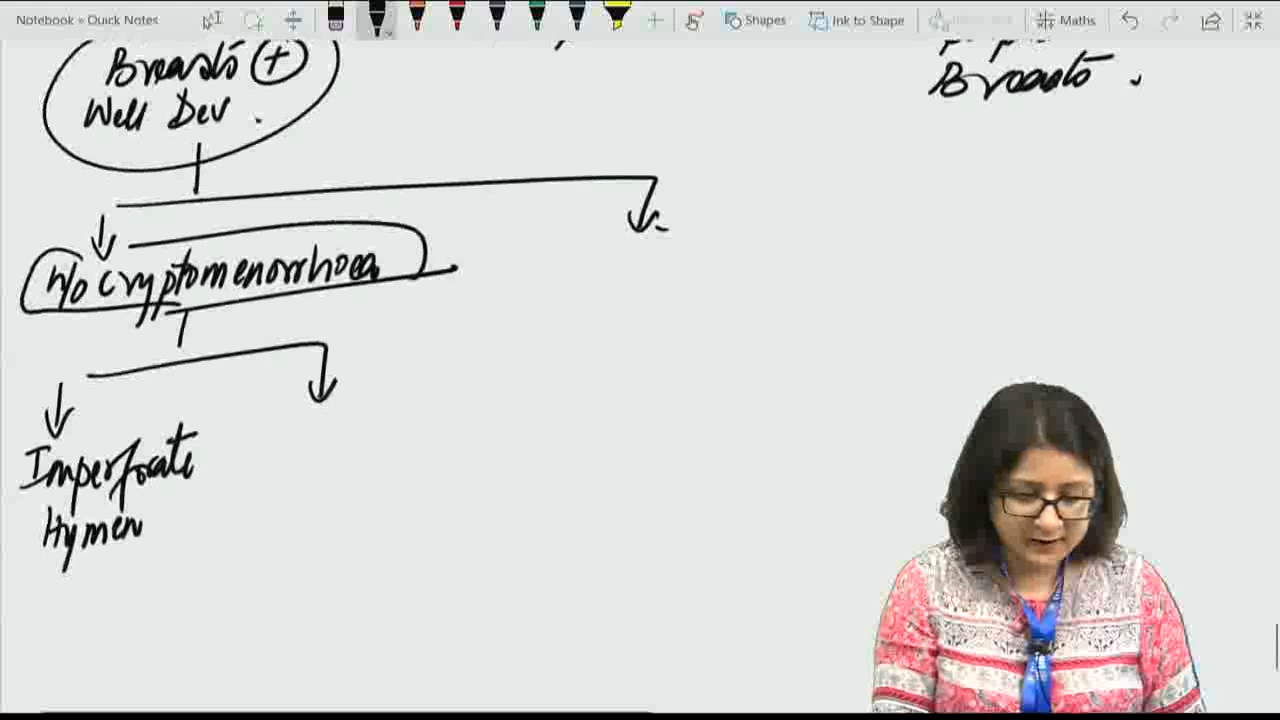 Notebook » Quick Notes
Shapes
Ink to Shape
Maths
Breasts (+)
Well Dev.
Breasts.
h/o Cryptomenorrhoea
Imperforate
Hymen